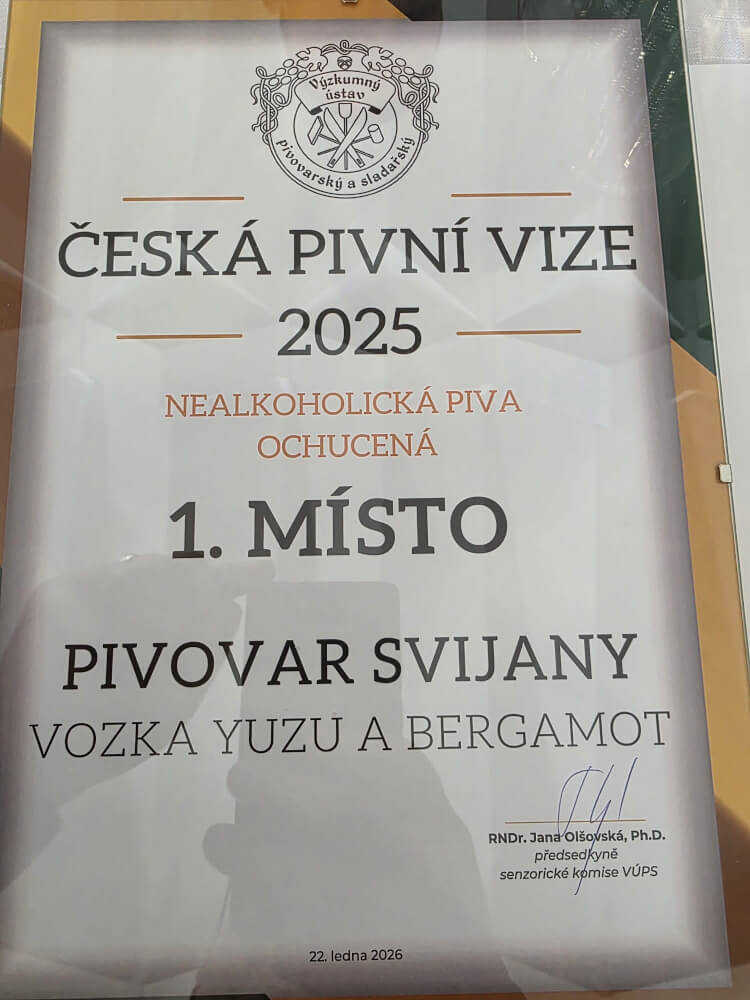 Výzkumný
ústav
pivovarský a sladařský
ČESKÁ PIVNÍ VIZE
2025
NEALKOHOLICKÁ PIVA
OCHUCENÁ
1. MÍSTO
PIVOVAR SVIJANY
VOZKA YUZU A BERGAMOT
RNDr. Jana Olšovská, Ph.D.
předsedkyně
senzorické komise VÚPS
22. ledna 2026